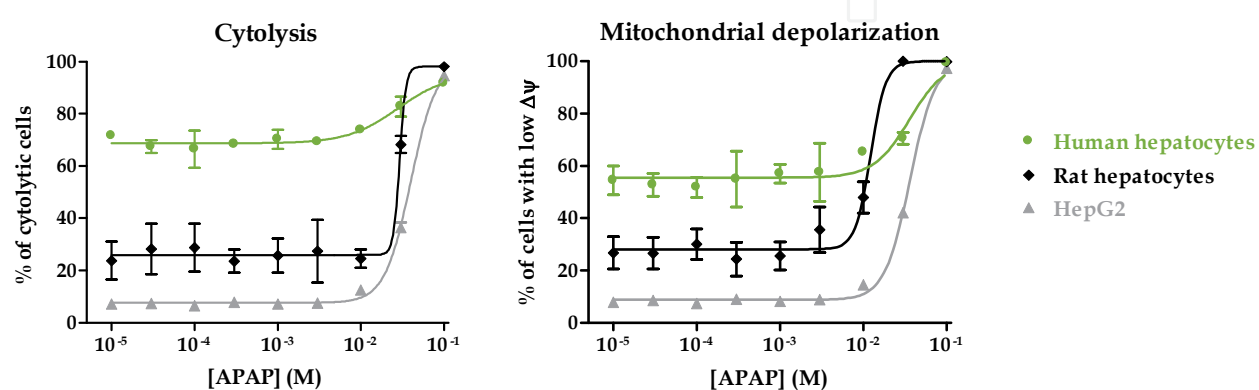 Cytolysis
% of cytolytic cells
100
80
60
40
20
0
10-5 10-4 10-3 10-2 10-1
[APAP] (M)
Mitochondrial depolarization
% of cells with low Δψ
100
80
60
40
20
0
10-5 10-4 10-3 10-2 10-1
[APAP] (M)
Human hepatocytes
Rat hepatocytes
HepG2